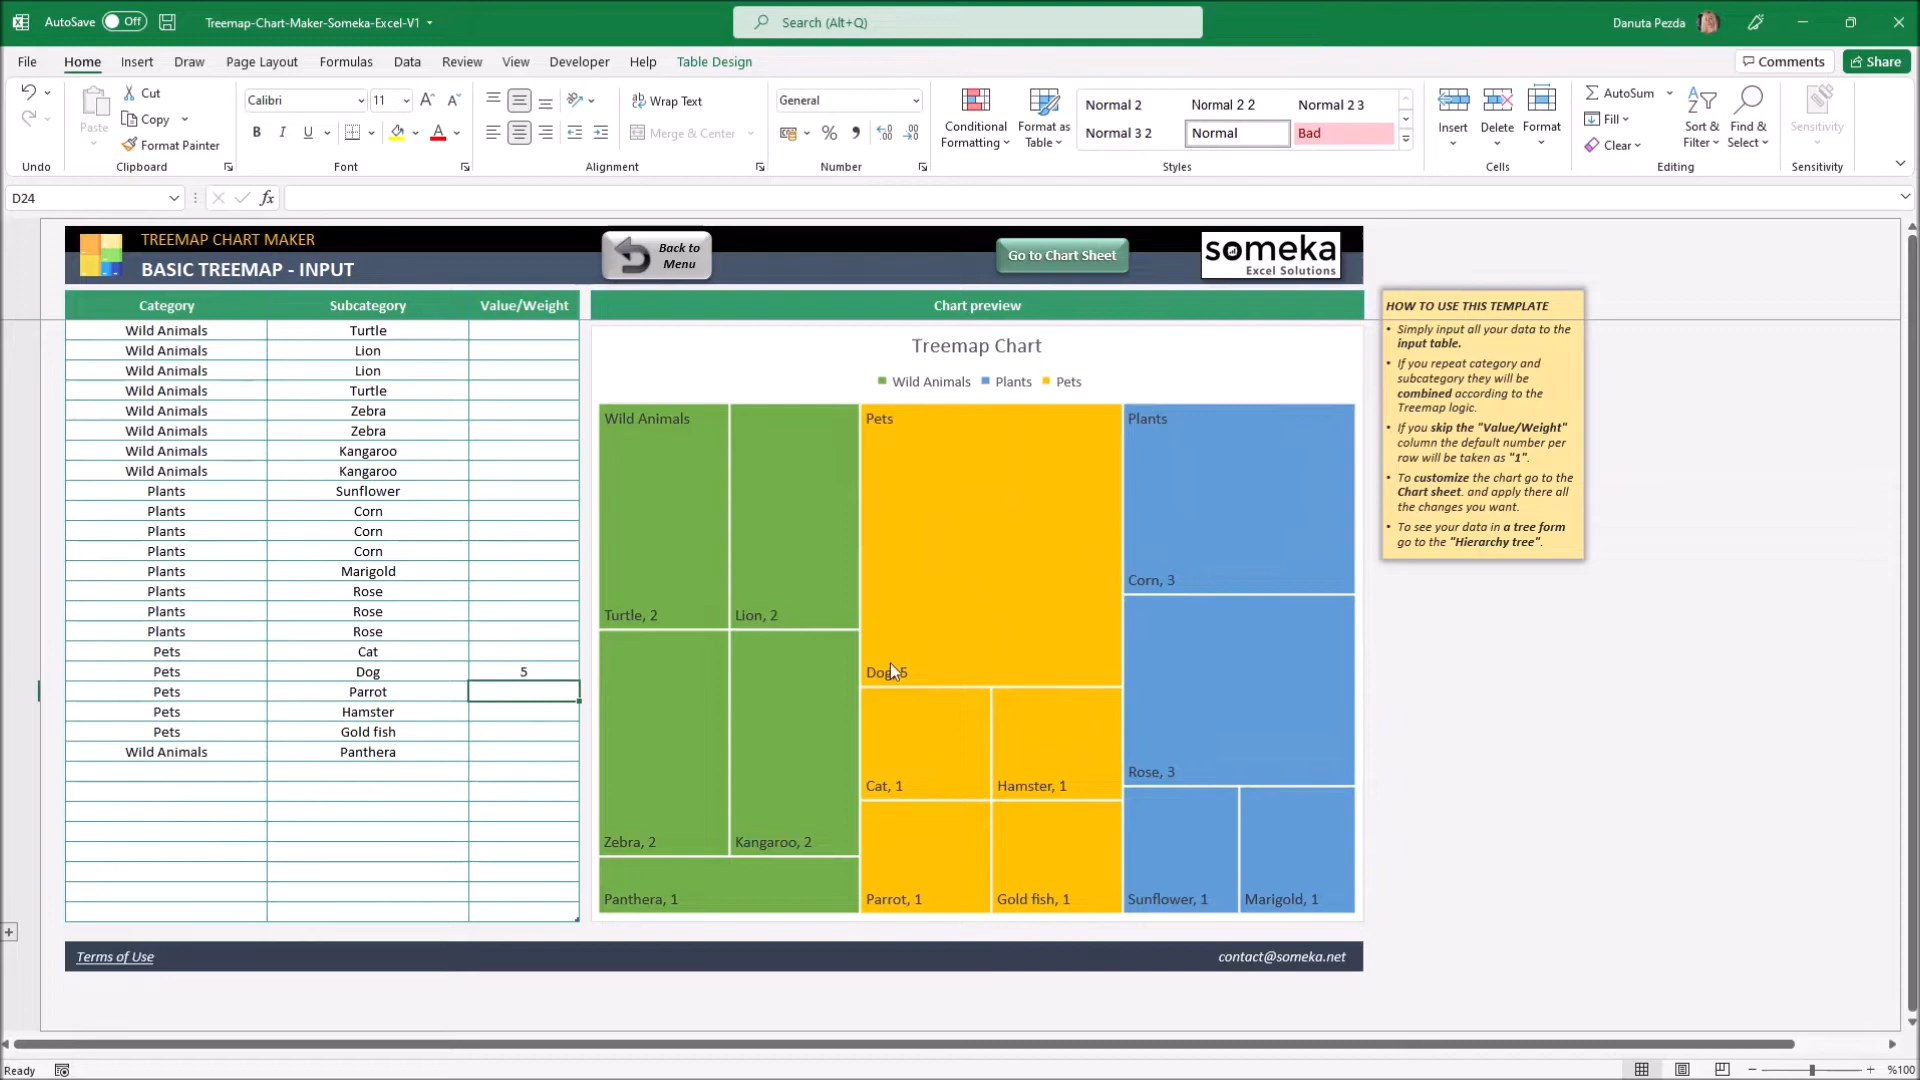 AutoSave Off Treemap-Chart-Maker-Someka-Excel-V1 Search (Alt+Q) Danuta Pezda
File Home Insert Draw Page Layout Formulas Data Review View Developer Help Table Design Comments Share
Paste Cut Copy Format Painter
Calibri 11
B I U A
Wrap Text
Merge & Center
General
Conditional Formatting
Format as Table
Normal 2 Normal 2 2 Normal 2 3
Normal 3 2 Normal Bad
Insert Delete Format
AutoSum
Fill
Clear
Sort & Filter
Find & Select
Sensitivity
Undo Clipboard Font Alignment Number Styles Cells Editing Sensitivity
D24 fx
TREEMAP CHART MAKER
BASIC TREEMAP - INPUT
Back to Menu
Go to Chart Sheet
someka
Excel Solutions
Category Subcategory Value/Weight
Wild Animals Turtle
Wild Animals Lion
Wild Animals Lion
Wild Animals Turtle
Wild Animals Zebra
Wild Animals Zebra
Wild Animals Kangaroo
Wild Animals Kangaroo
Plants Sunflower
Plants Corn
Plants Corn
Plants Corn
Plants Marigold
Plants Rose
Plants Rose
Plants Rose
Pets Cat
Pets Dog 5
Pets Parrot
Pets Hamster
Pets Gold fish
Wild Animals Panthera
Chart preview
Treemap Chart
Wild Animals Plants Pets
Wild Animals
Turtle, 2
Lion, 2
Zebra, 2
Kangaroo, 2
Panthera, 1
Pets
Dog, 5
Cat, 1
Hamster, 1
Parrot, 1
Gold fish, 1
Plants
Corn, 3
Rose, 3
Sunflower, 1
Marigold, 1
HOW TO USE THIS TEMPLATE
• Simply input all your data to the
input table.
• If you repeat category and
subcategory they will be
combined according to the
Treemap logic.
• If you skip the "Value/Weight"
column the default number per
row will be taken as "1".
• To customize the chart go to the
Chart sheet. and apply there all
the changes you want.
• To see your data in a tree form
go to the "Hierarchy tree".
Terms of Use contact@someka.net
Ready %100